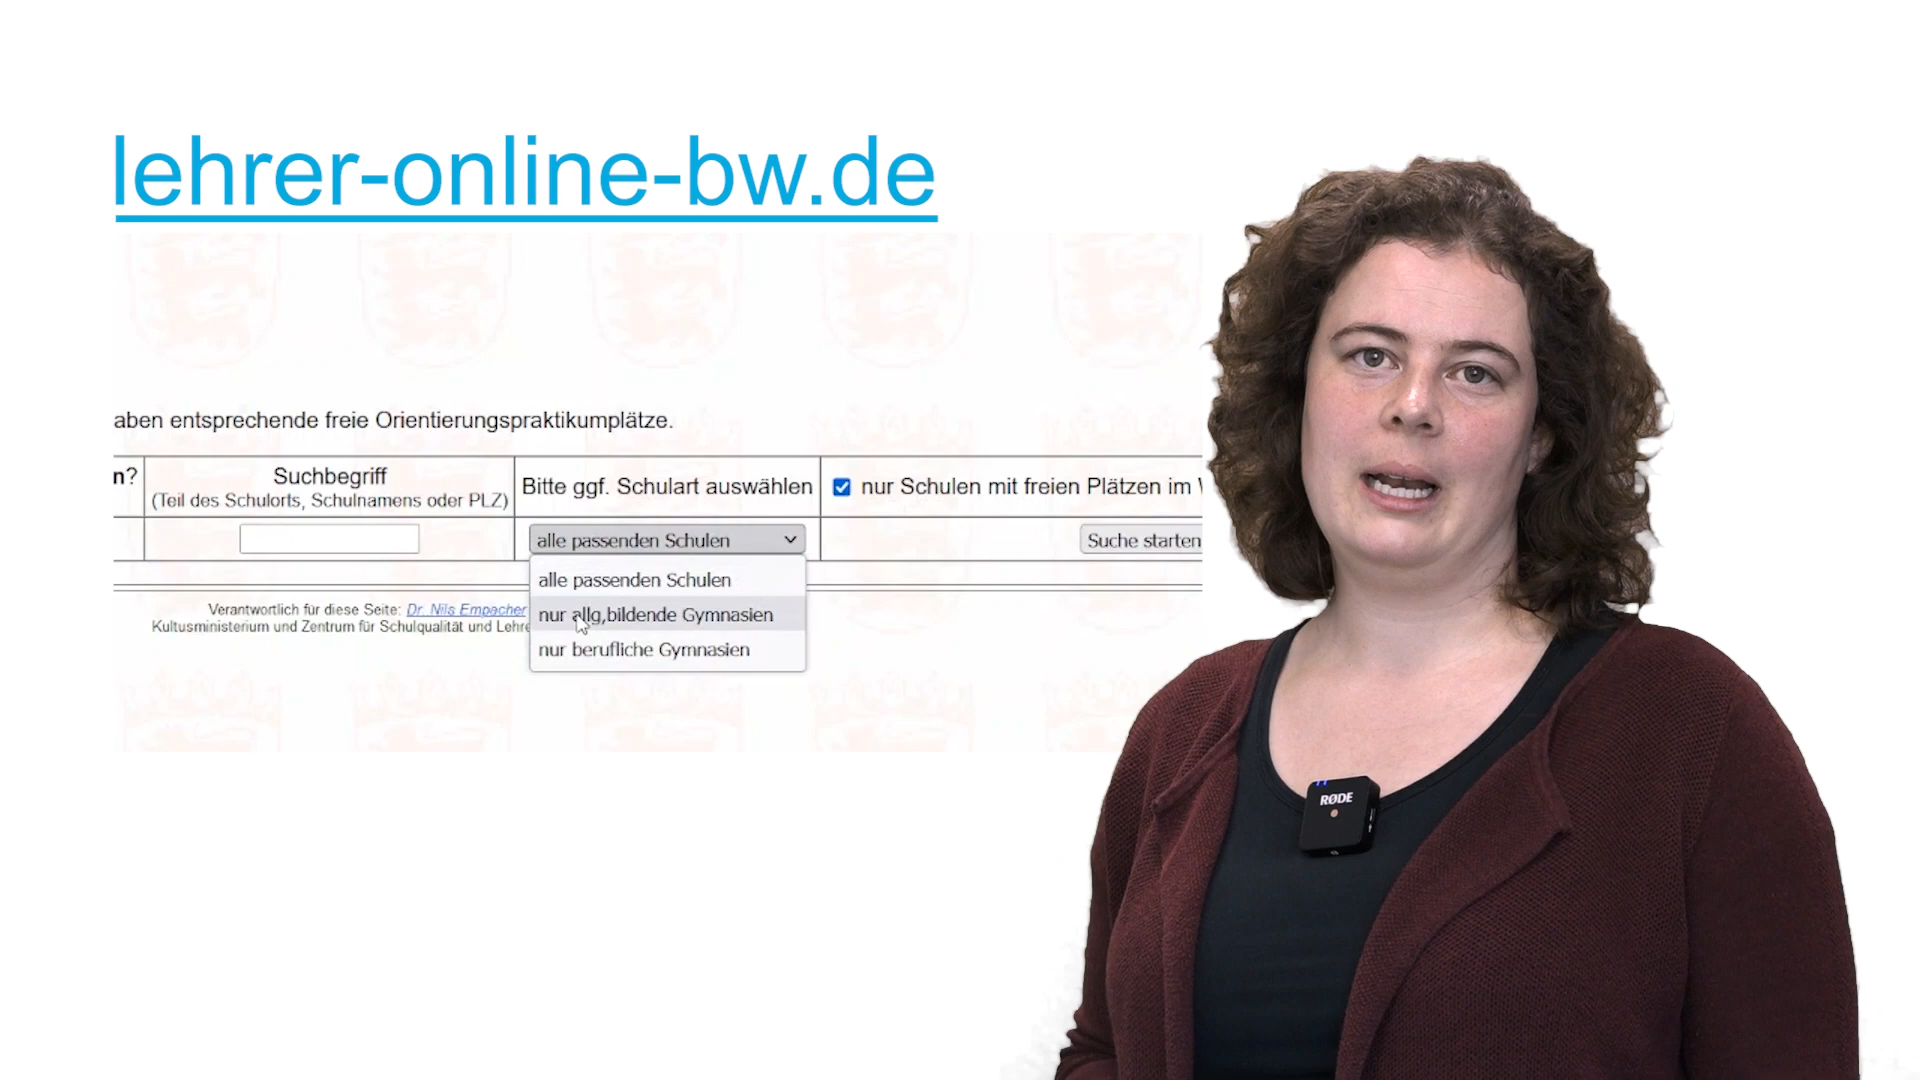 lehrer-online-bw.de
aben entsprechende freie Orientierungspraktikumplätze.
n?
Suchbegriff
(Teil des Schulorts, Schulnamens oder PLZ)
Bitte ggf. Schulart auswählen
nur Schulen mit freien Plätzen im
alle passenden Schulen
Suche starten
alle passenden Schulen
nur allg,bildende Gymnasien
nur berufliche Gymnasien
Verantwortlich für diese Seite: Dr. Nils Empacher
Kultusministerium und Zentrum für Schulqualität und Lehre
RØDE